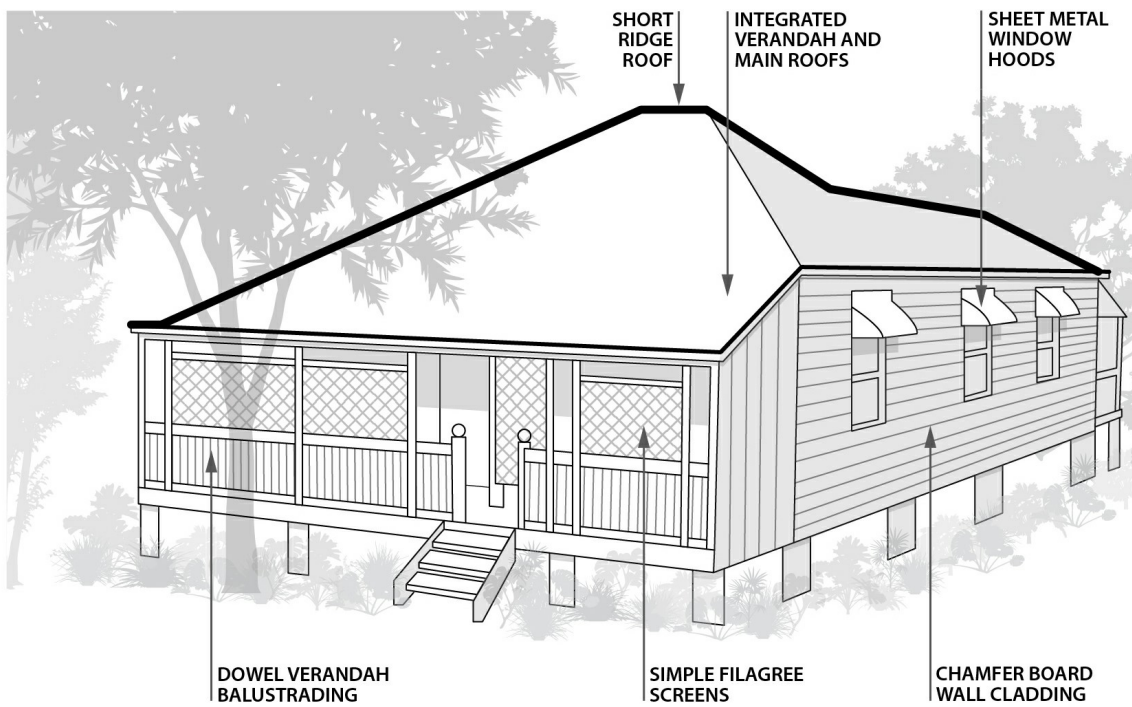 SHORT
RIDGE
ROOF
INTEGRATED
VERANDAH AND
MAIN ROOFS
SHEET METAL
WINDOW
HOODS
DOWEL VERANDAH
BALUSTRADING
SIMPLE FILAGREE
SCREENS
CHAMFER BOARD
WALL CLADDING